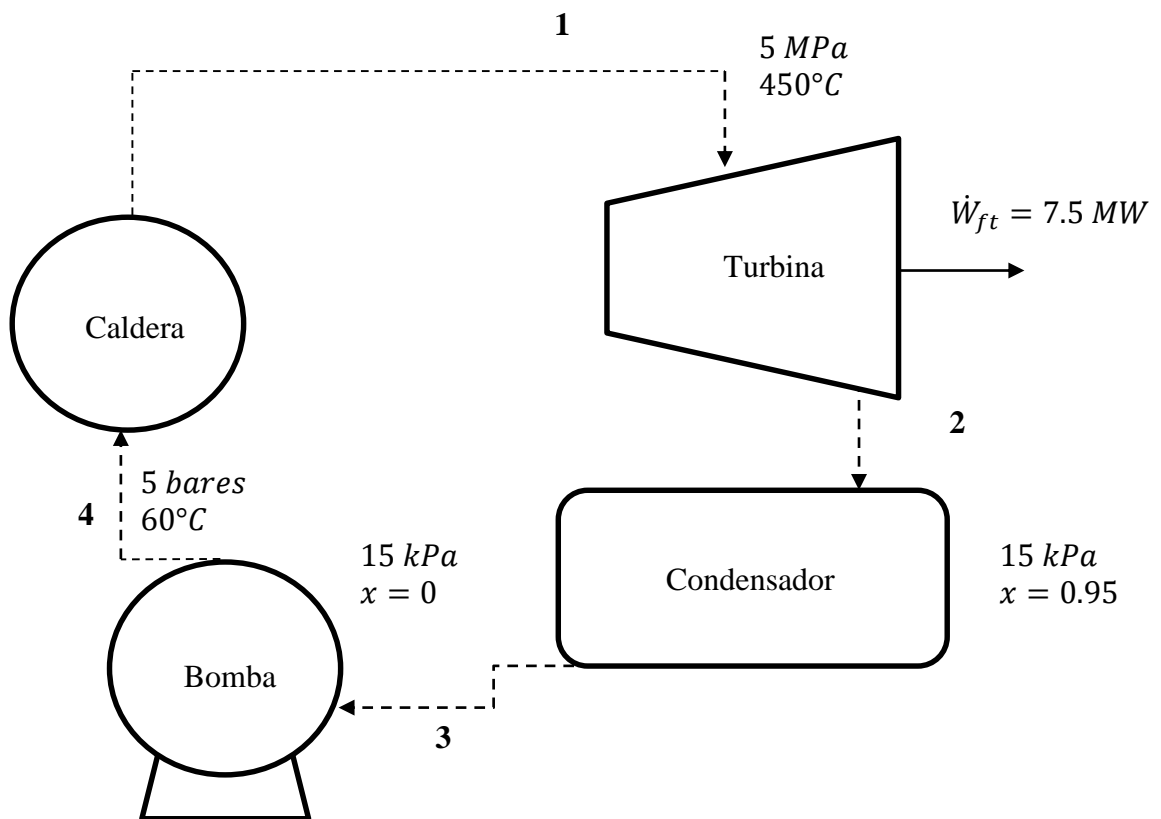 1
5 MPa
450°C
Ẇ_ft = 7.5 MW
Turbina
Caldera
2
5 bares
60°C
4
15 kPa
x = 0
Condensador
15 kPa
x = 0.95
Bomba
3